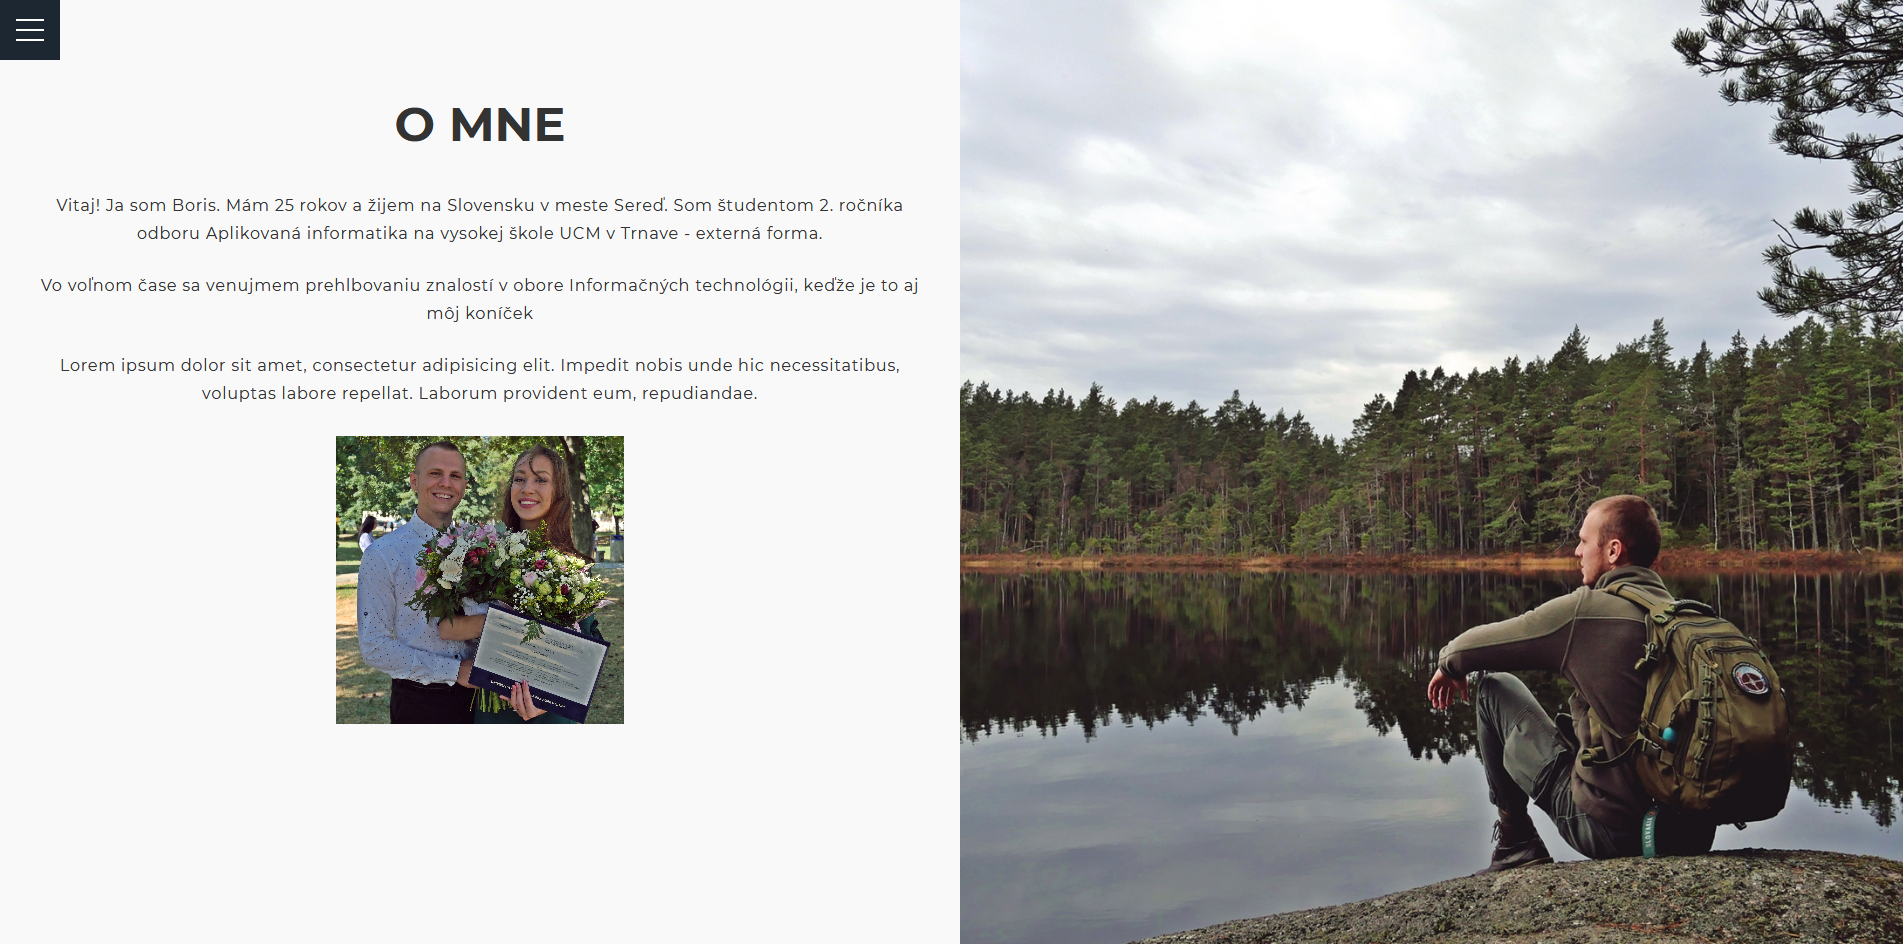 O MNE
Vitaj! Ja som Boris. Mám 25 rokov a žijem na Slovensku v meste Sereď. Som študentom 2. ročníka
odboru Aplikovaná informatika na vysokej škole UCM v Trnave - externá forma.
Vo voľnom čase sa venujmem prehlbovaniu znalostí v obore Informačných technológii, keďže je to aj
môj koníček
Lorem ipsum dolor sit amet, consectetur adipisicing elit. Impedit nobis unde hic necessitatibus,
voluptas labore repellat. Laborum provident eum, repudiandae.